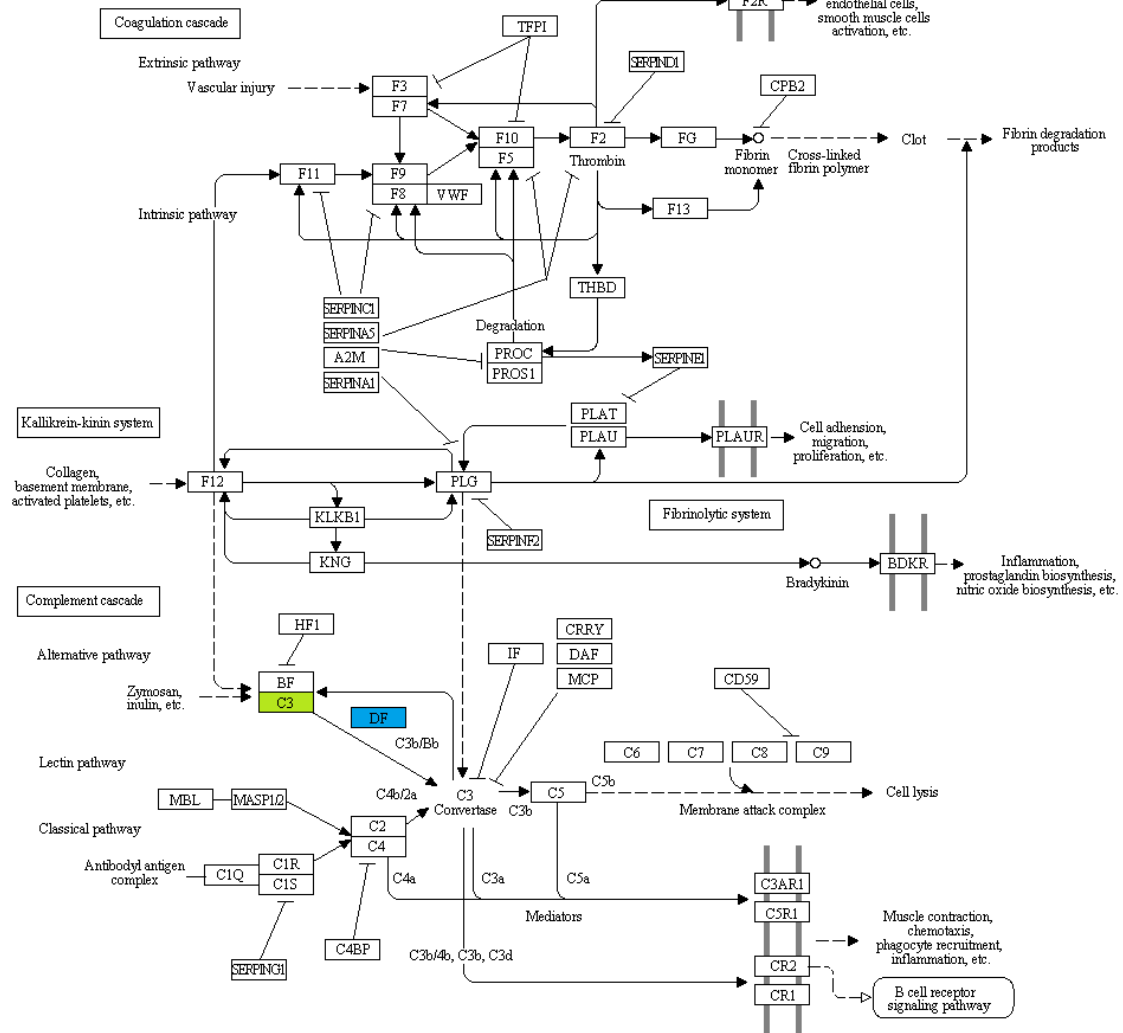 F2R
endothelial cells,
smooth muscle cells
activation, etc.
Coagulation cascade
TFPI
Extrinsic pathway
SERPIND1
Vascular injury
F3
F7
CPB2
F10
F5
F2
Thrombin
FG
Fibrin
monomer
Cross-linked
fibrin polymer
Clot
Fibrin degradation
products
F11
F9
F8
VWF
F13
Intrinsic pathway
THBD
SERPINC1
SERPINA5
A2M
SERPINA1
Degradation
PROC
PROS1
SERPINE1
PLAT
PLAU
PLAUR
Cell adhension,
migration,
proliferation, etc.
Kallikrein-kinin system
Collagen,
basement membrane,
activated platelets, etc.
F12
PLG
KLKB1
Fibrinolytic system
SERPINF2
KNG
Bradykinin
BDKR
Inflammation,
prostaglandin biosynthesis,
nitric oxide biosynthesis, etc.
Complement cascade
HF1
CRRY
DAF
MCP
IF
Alternative pathway
CD59
Zymosan,
inulin, etc.
BF
C3
DF
C3b/Bb
C6
C7
C8
C9
Lectin pathway
C5b
C4b/2a
C3
Convertase
C3b
C5
Membrane attack complex
Cell lysis
MBL
MASP1/2
Classical pathway
C2
C4
Antibodyl antigen
complex
C1Q
C1R
C1S
C4a
C3a
C5a
C3AR1
C5R1
Mediators
Muscle contraction,
chemotaxis,
phagocyte recruitment,
inflammation, etc.
C4BP
C3b/4b, C3b, C3d
SERPING1
CR2
CR1
B cell receptor
signaling pathway